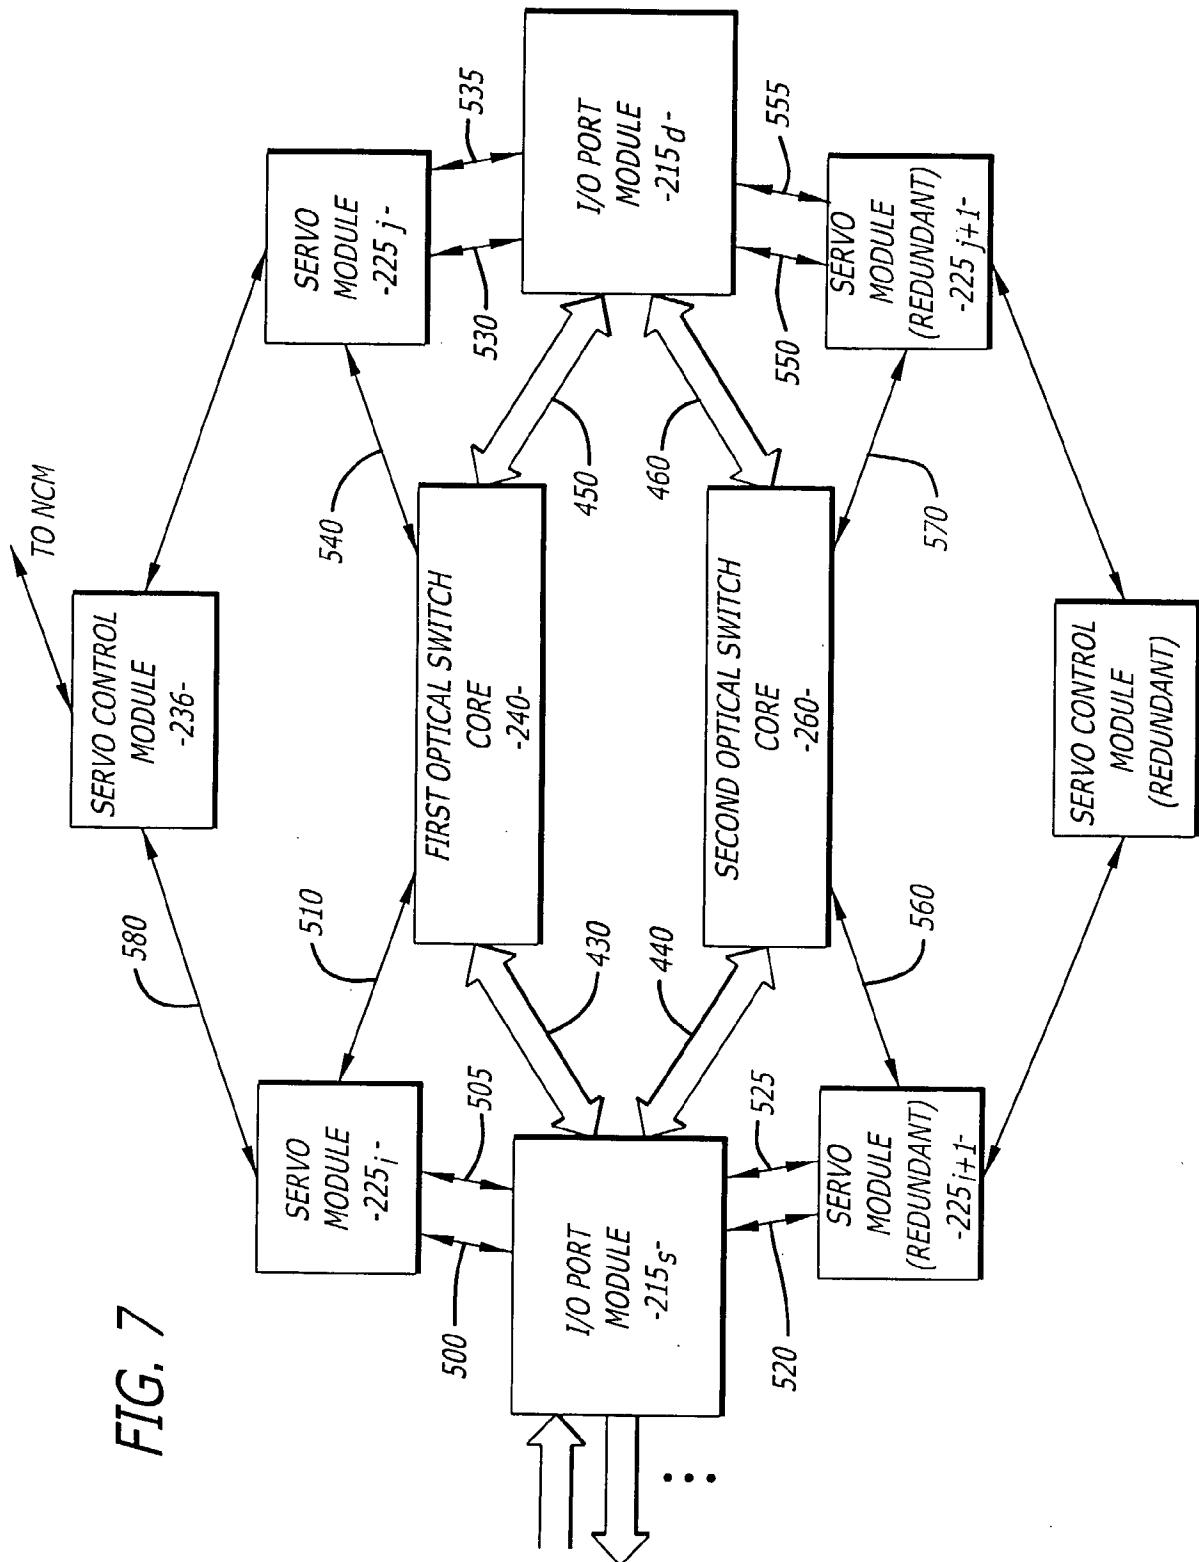 FIG. 7
TO NCM
SERVO CONTROL
MODULE
-236-
580
SERVO
MODULE
-225i-
510
540
SERVO
MODULE
-225j-
500
505
530
535
FIRST OPTICAL SWITCH
CORE
-240-
430
450
I/O PORT
MODULE
-215s-
I/O PORT
MODULE
-215d-
440
460
SECOND OPTICAL SWITCH
CORE
-260-
520
525
550
555
SERVO
MODULE
(REDUNDANT)
-225i+1-
560
570
SERVO
MODULE
(REDUNDANT)
-225j+1-
SERVO CONTROL
MODULE
(REDUNDANT)